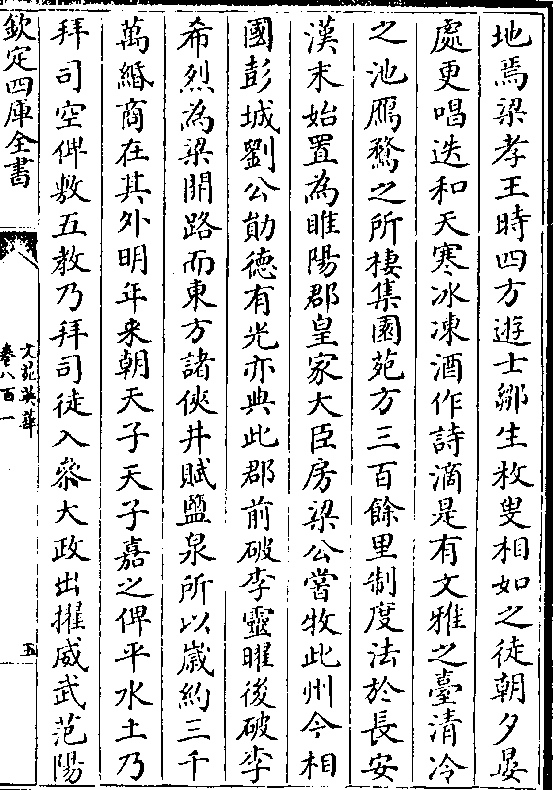 地焉梁孝王時四方遊士鄒生枚叟相如之徒朝夕晏
處更唱迭和天寒冰凍酒作詩滴是有文雅之臺清泠
之池鴈鶩之所棲集園苑方三百餘里制度法於長安
漢末始置為睢陽郡皇家大臣房梁公嘗牧此州今相
國彭城劉公勛德有光亦典此郡前破李靈曜後破李
希烈為梁開路而東方諸侠井賦鹽泉所以歲約三千
萬緡商在其外明年来朝天子天子嘉之俾平水土乃
拜司空俾敷五教乃拜司徒入叅大政出擁威武范陽
欽定四庫全書
文苑英華
卷八百一
五